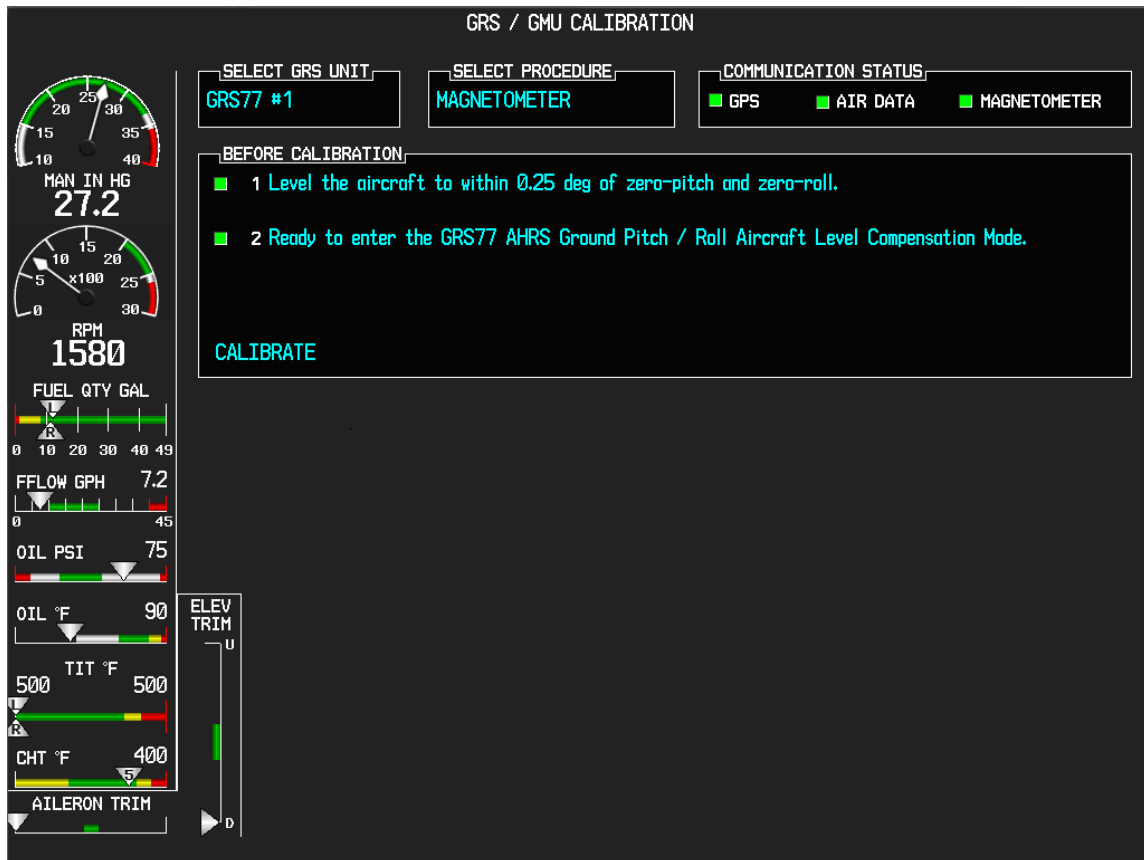 GRS / GMU CALIBRATION
SELECT GRS UNIT
GRS77 #1
SELECT PROCEDURE
MAGNETOMETER
COMMUNICATION STATUS
GPS
AIR DATA
MAGNETOMETER
BEFORE CALIBRATION
1 Level the aircraft to within 0.25 deg of zero-pitch and zero-roll.
2 Ready to enter the GRS77 AHRS Ground Pitch / Roll Aircraft Level Compensation Mode.
CALIBRATE
10 15 20 25 30 35 40
MAN IN HG
27.2
0 5 10 15 20 25 30
x100
RPM
1580
FUEL QTY GAL
L
R
0 10 20 30 40 49
FFLOW GPH 7.2
0 45
OIL PSI 75
OIL °F 90
TIT °F
500 500
L
R
CHT °F 400
5
AILERON TRIM
ELEV
TRIM
U
D